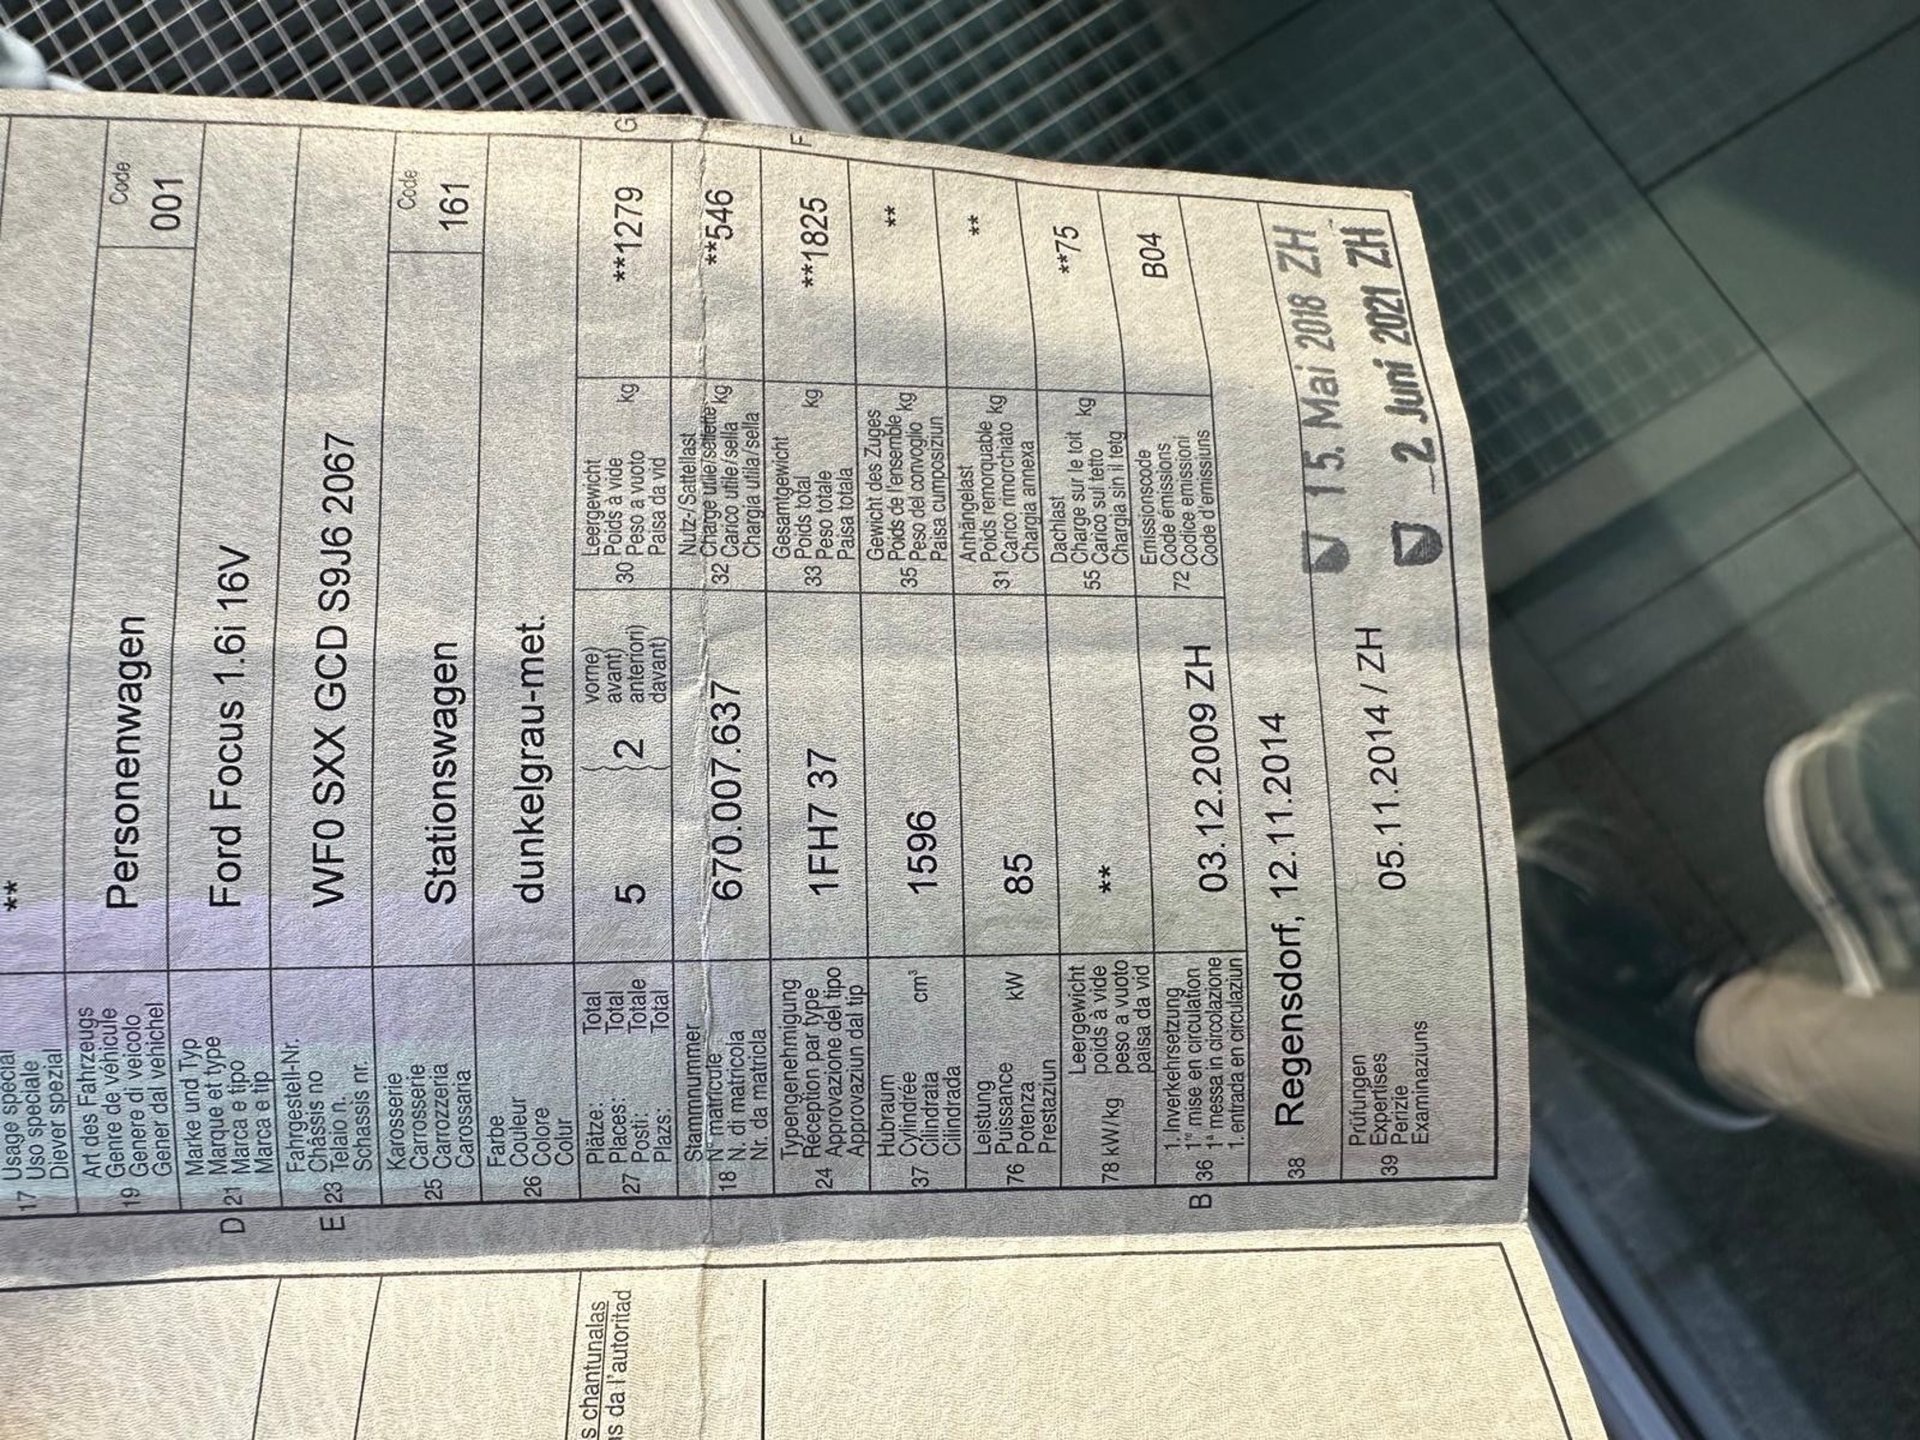 **
17 Usage spécial
Uso speciale
Diever spezial
Art des Fahrzeugs
Genre de véhicule
19 Genere di veicolo
Gener dal vehichel
Personenwagen
Code
001
Marke und Typ
Marque et type
D 21 Marca e tipo
Marca e tip
Ford Focus 1.6i 16V
Fahrgestell-Nr.
Châssis no
E 23 Telaio n.
Schassis nr.
WF0 SXX GCD S9J6 2067
Karosserie
Carrosserie
25 Carrozzeria
Carossaria
Stationswagen
Code
161
Farbe
Couleur
26 Colore
Colur
dunkelgrau-met.
Plätze: Total
Places: Total
27 Posti: Totale
Plazs: Total
5
2
vorne)
avant)
anteriori)
davant)
Leergewicht
Poids à vide
30 Peso a vuoto kg
Paisa da vid
**1279
G
Stammnummer
N° matricule
18 N. di matricola
Nr. da matricla
670.007.637
Nutz-/Sattellast
Charge utile/sellette
32 Carico utile/sella kg
Chargia utila/sella
**546
Typengenehmigung
Réception par type
24 Approvazione del tipo
Approvaziun dal tip
1FH7 37
Gesamtgewicht
Poids total
33 Peso totale kg
Paisa totala
**1825
F
Hubraum
Cylindrée
37 Cilindrata cm³
Cilindrada
1596
Gewicht des Zuges
Poids de l'ensemble
35 Peso del convoglio kg
Paisa cumposiziun
**
Leistung
Puissance
76 Potenza kW
Prestaziun
85
Anhängelast
Poids remorquable
31 Carico rimorchiato kg
Chargia annexa
**
Leergewicht
poids à vide
78 kW/kg peso a vuoto
paisa da vid
**
Dachlast
Charge sur le toit
55 Carico sul tetto kg
Chargia sin il tetg
**75
1. Inverkehrsetzung
B 36 1re mise en circulation
1a messa in circolazione
1. entrada en circulaziun
03.12.2009 ZH
Emissionscode
Code émissions
72 Codice emissioni
Code d'emissiuns
B04
38 Regensdorf, 12.11.2014
15. Mai 2018 ZH
Prüfungen
Expertises
39 Perizie
Examinaziuns
05.11.2014 / ZH
- 2. Juni 2021 ZH
s chantunalas
us da l'autoritad